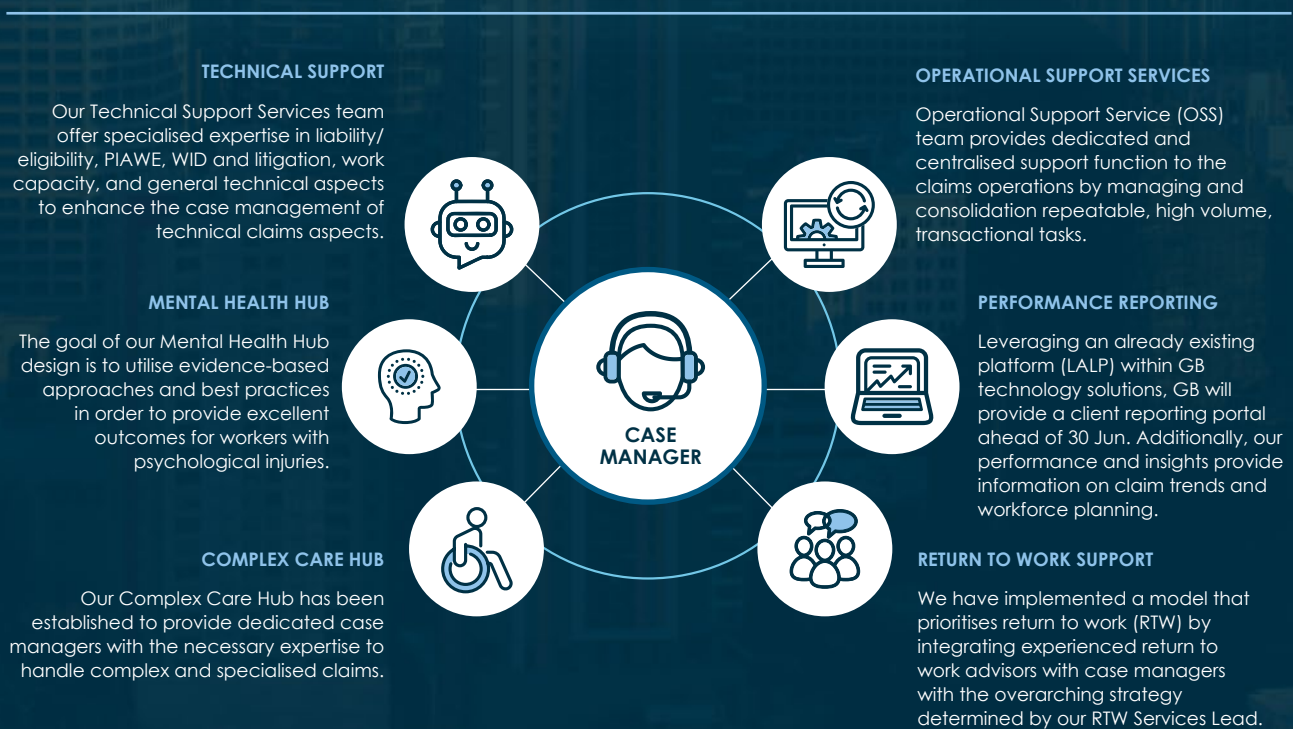 TECHNICAL SUPPORT
Our Technical Support Services team
offer specialised expertise in liability/
eligibility, PIAWE, WID and litigation, work
capacity, and general technical aspects
to enhance the case management of
technical claims aspects.
MENTAL HEALTH HUB
The goal of our Mental Health Hub
design is to utilise evidence-based
approaches and best practices
in order to provide excellent
outcomes for workers with
psychological injuries.
COMPLEX CARE HUB
Our Complex Care Hub has been
established to provide dedicated case
managers with the necessary expertise to
handle complex and specialised claims.
CASE
MANAGER
OPERATIONAL SUPPORT SERVICES
Operational Support Service (OSS)
team provides dedicated and
centralised support function to the
claims operations by managing and
consolidation repeatable, high volume,
transactional tasks.
PERFORMANCE REPORTING
Leveraging an already existing
platform (LALP) within GB
technology solutions, GB will
provide a client reporting portal
ahead of 30 Jun. Additionally, our
performance and insights provide
information on claim trends and
workforce planning.
RETURN TO WORK SUPPORT
We have implemented a model that
prioritises return to work (RTW) by
integrating experienced return to
work advisors with case managers
with the overarching strategy
determined by our RTW Services Lead.